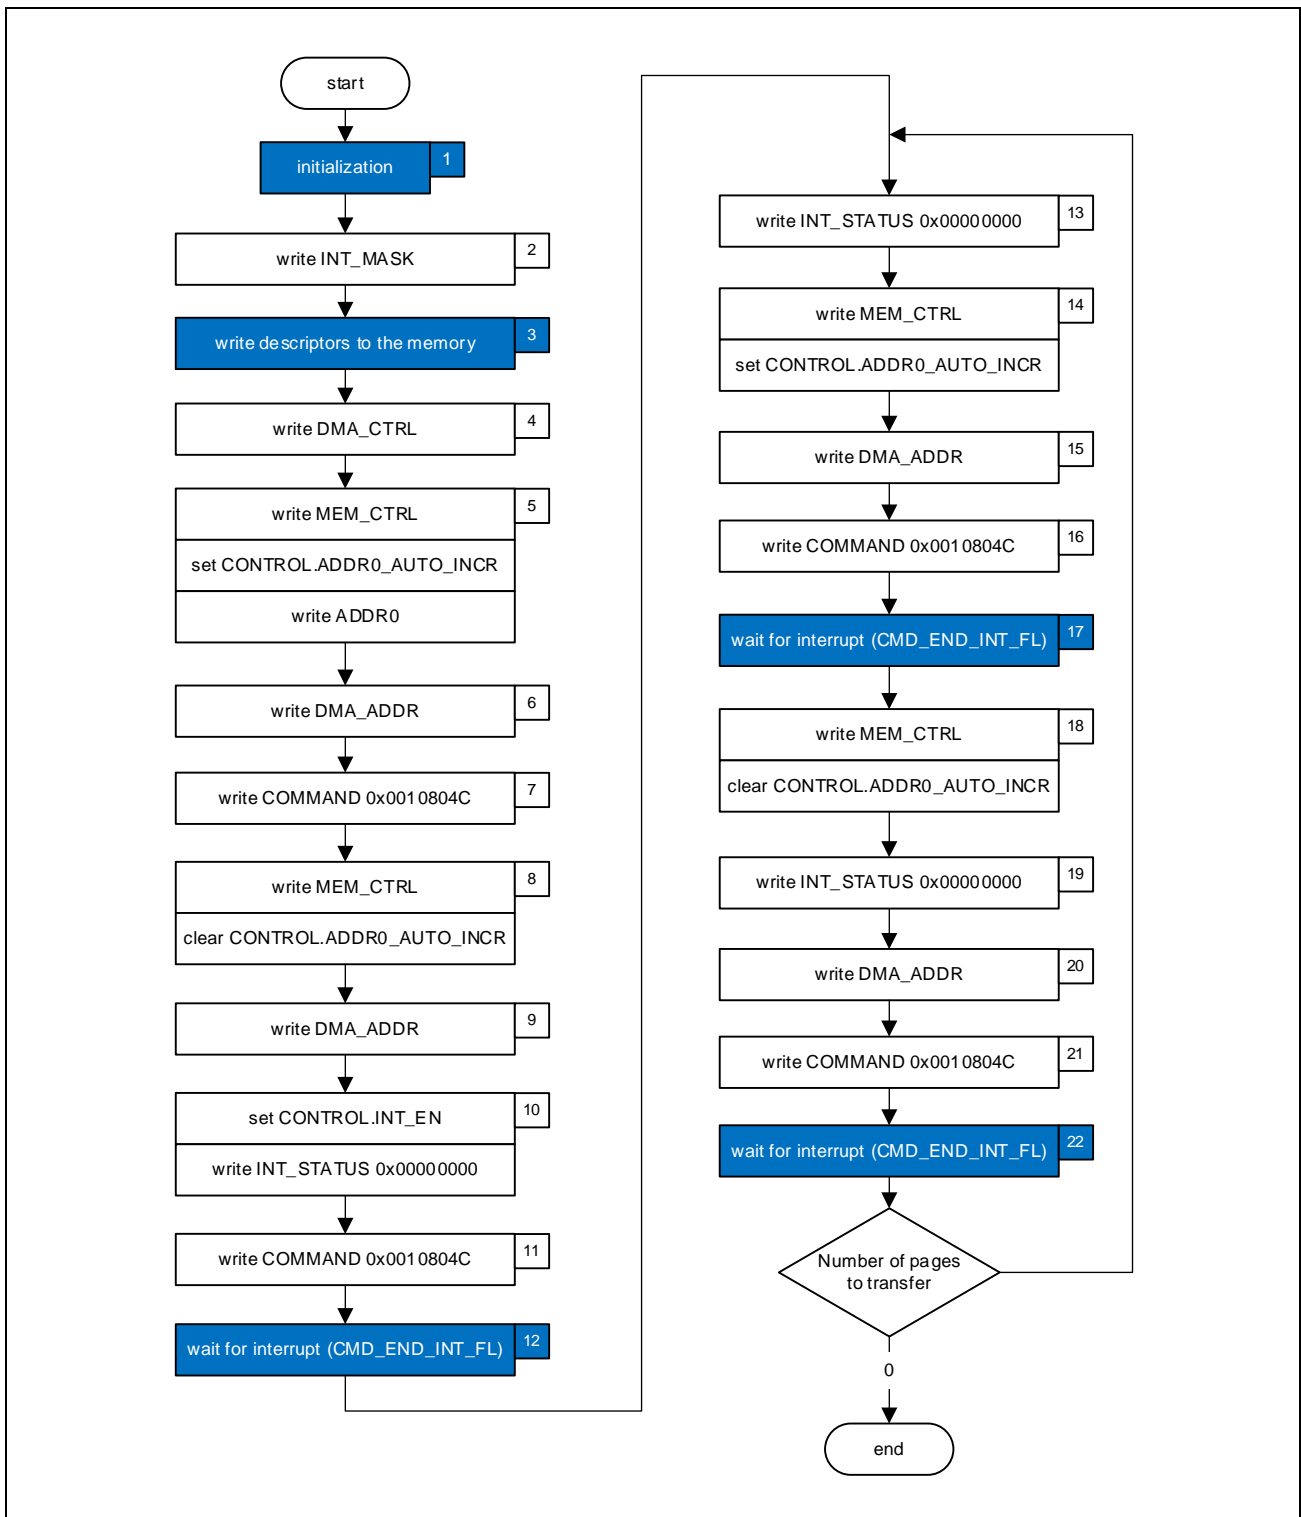 start
initialization
1
write INT_MASK
2
write descriptors to the memory
3
write DMA_CTRL
4
write MEM_CTRL
5
set CONTROL.ADDR0_AUTO_INCR
write ADDR0
write DMA_ADDR
6
write COMMAND 0x0010804C
7
write MEM_CTRL
8
clear CONTROL.ADDR0_AUTO_INCR
write DMA_ADDR
9
set CONTROL.INT_EN
10
write INT_STATUS 0x00000000
write COMMAND 0x0010804C
11
wait for interrupt (CMD_END_INT_FL)
12
write INT_STATUS 0x00000000
13
write MEM_CTRL
14
set CONTROL.ADDR0_AUTO_INCR
write DMA_ADDR
15
write COMMAND 0x0010804C
16
wait for interrupt (CMD_END_INT_FL)
17
write MEM_CTRL
18
clear CONTROL.ADDR0_AUTO_INCR
write INT_STATUS 0x00000000
19
write DMA_ADDR
20
write COMMAND 0x0010804C
21
wait for interrupt (CMD_END_INT_FL)
22
Number of pages
to transfer
0
end